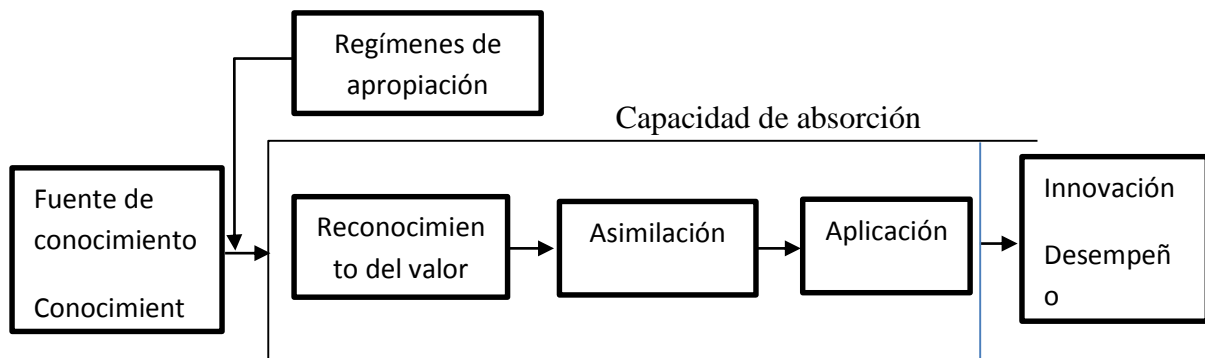 Regímenes de
apropiación
Capacidad de absorción
Fuente de
conocimiento
Conocimient
Reconocimien
to del valor
Asimilación
Aplicación
Innovación
Desempeñ
o